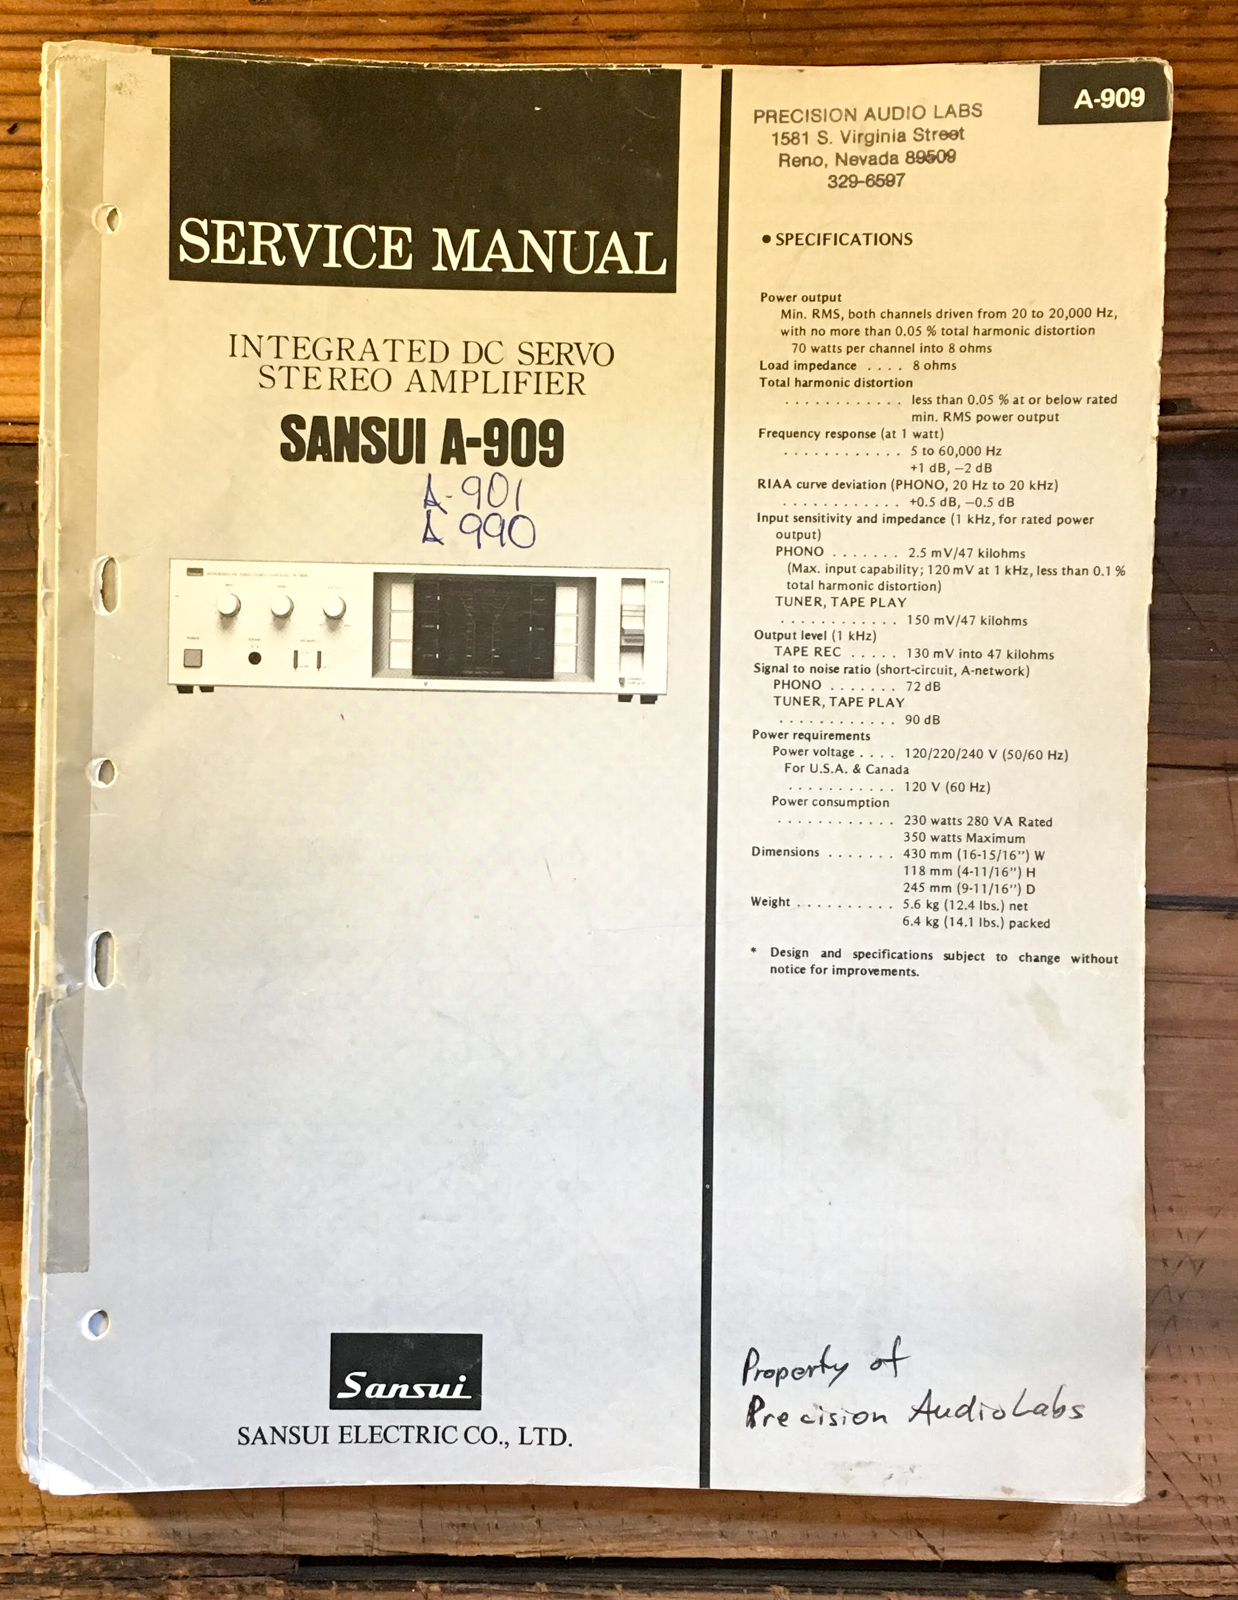 SERVICE MANUAL
INTEGRATED DC SERVO
STEREO AMPLIFIER
SANSUI A-909
A-901
A 990
Sansui
SANSUI ELECTRIC CO., LTD.
A-909
PRECISION AUDIO LABS
1581 S. Virginia Street
Reno, Nevada 89509
329-6597
• SPECIFICATIONS
Power output
Min. RMS, both channels driven from 20 to 20,000 Hz,
with no more than 0.05 % total harmonic distortion
70 watts per channel into 8 ohms
Load impedance . . . . 8 ohms
Total harmonic distortion
. . . . . . . . . . . . less than 0.05 % at or below rated
min. RMS power output
Frequency response (at 1 watt)
. . . . . . . . . . . . 5 to 60,000 Hz
+1 dB, −2 dB
RIAA curve deviation (PHONO, 20 Hz to 20 kHz)
. . . . . . . . . . . . +0.5 dB, −0.5 dB
Input sensitivity and impedance (1 kHz, for rated power
output)
PHONO . . . . . . . 2.5 mV/47 kilohms
(Max. input capability; 120 mV at 1 kHz, less than 0.1 %
total harmonic distortion)
TUNER, TAPE PLAY
. . . . . . . . . . . . 150 mV/47 kilohms
Output level (1 kHz)
TAPE REC . . . . . 130 mV into 47 kilohms
Signal to noise ratio (short-circuit, A-network)
PHONO . . . . . . . 72 dB
TUNER, TAPE PLAY
. . . . . . . . . . . . 90 dB
Power requirements
Power voltage . . . . 120/220/240 V (50/60 Hz)
For U.S.A. & Canada
. . . . . . . . . . . 120 V (60 Hz)
Power consumption
. . . . . . . . . . . . 230 watts 280 VA Rated
350 watts Maximum
Dimensions . . . . . . . 430 mm (16-15/16") W
118 mm (4-11/16") H
245 mm (9-11/16") D
Weight . . . . . . . . . . 5.6 kg (12.4 lbs.) net
6.4 kg (14.1 lbs.) packed
* Design and specifications subject to change without
notice for improvements.
Property of
Precision Audio Labs